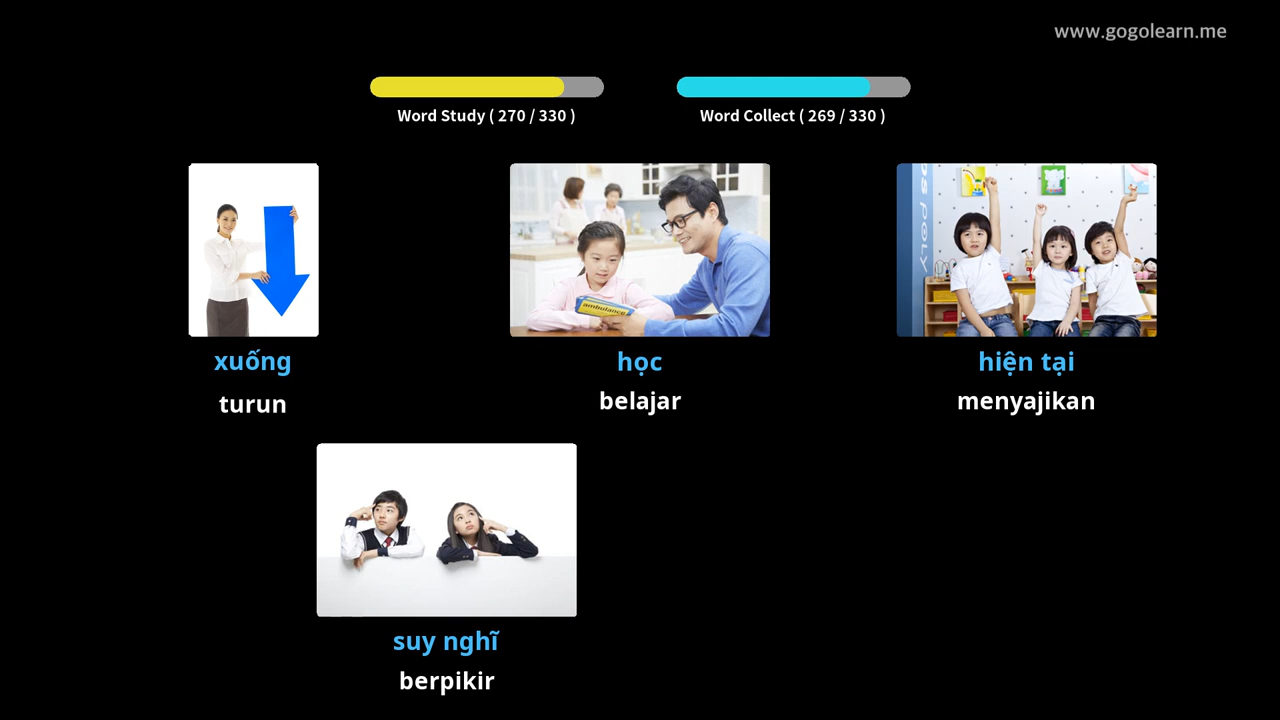 www.gogolearn.me
Word Study ( 270 / 330 )
Word Collect ( 269 / 330 )
ambulance
xuống
turun
học
belajar
hiện tại
menyajikan
suy nghĩ
berpikir